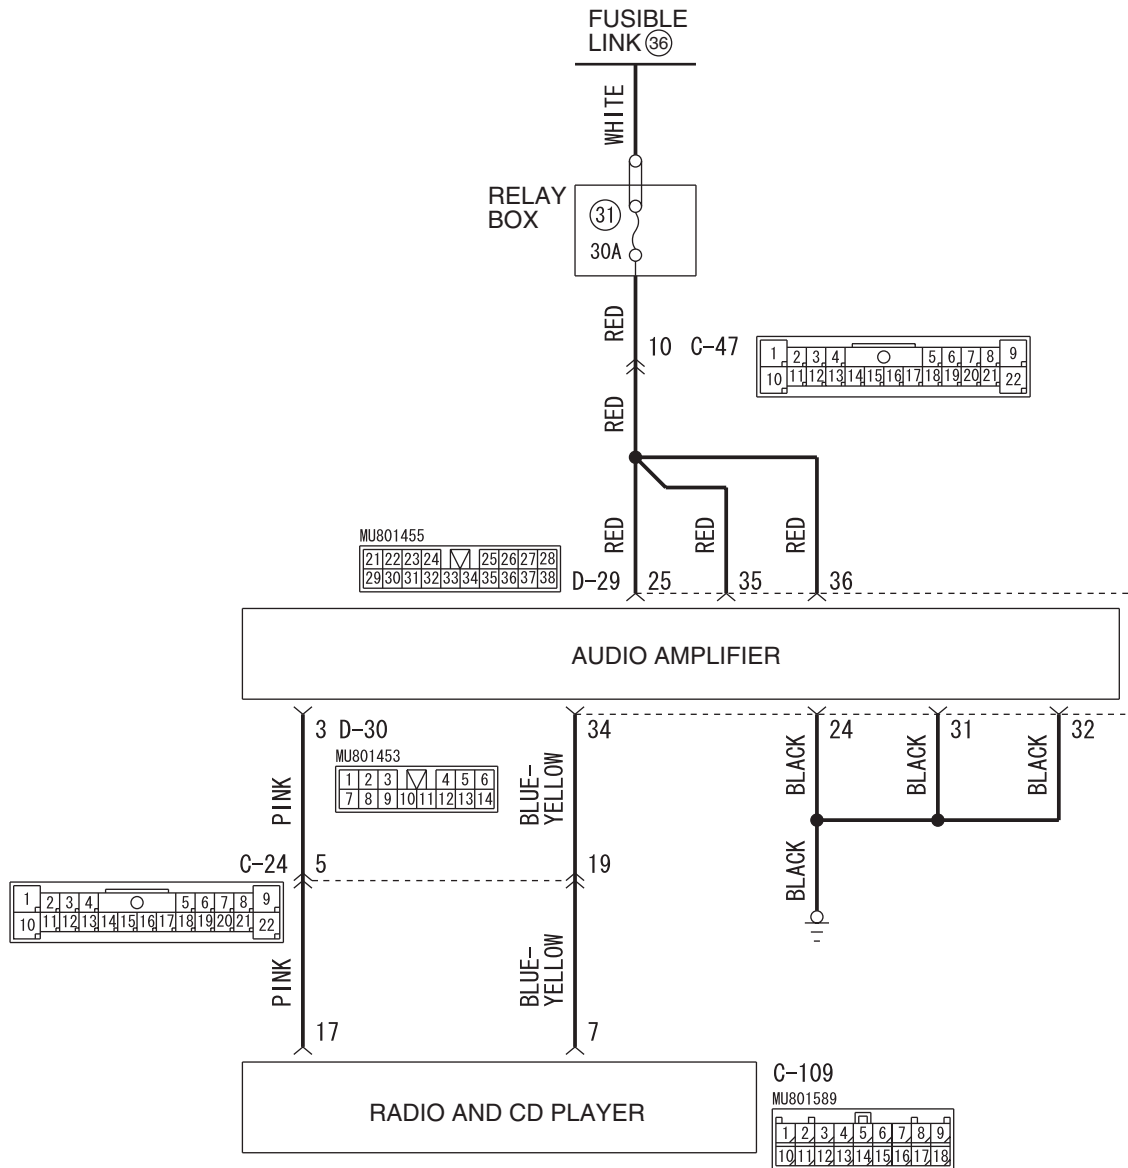 FUSIBLE
LINK 36
WHITE
RELAY
BOX
31
30A
RED
10 C-47
1 2 3 4 5 6 7 8 9
10 11 12 13 14 15 16 17 18 19 20 21 22
RED
RED RED RED
MU801455
21 22 23 24 25 26 27 28
29 30 31 32 33 34 35 36 37 38
D-29 25 35 36
AUDIO AMPLIFIER
3 D-30 34 24 31 32
MU801453
1 2 3 4 5 6
7 8 9 10 11 12 13 14
PINK
BLUE-
YELLOW
BLACK BLACK BLACK
BLACK
C-24 5 19
1 2 3 4 5 6 7 8 9
10 11 12 13 14 15 16 17 18 19 20 21 22
PINK
BLUE-
YELLOW
17 7
RADIO AND CD PLAYER
C-109
MU801589
1 2 3 4 5 6 7 8 9
10 11 12 13 14 15 16 17 18